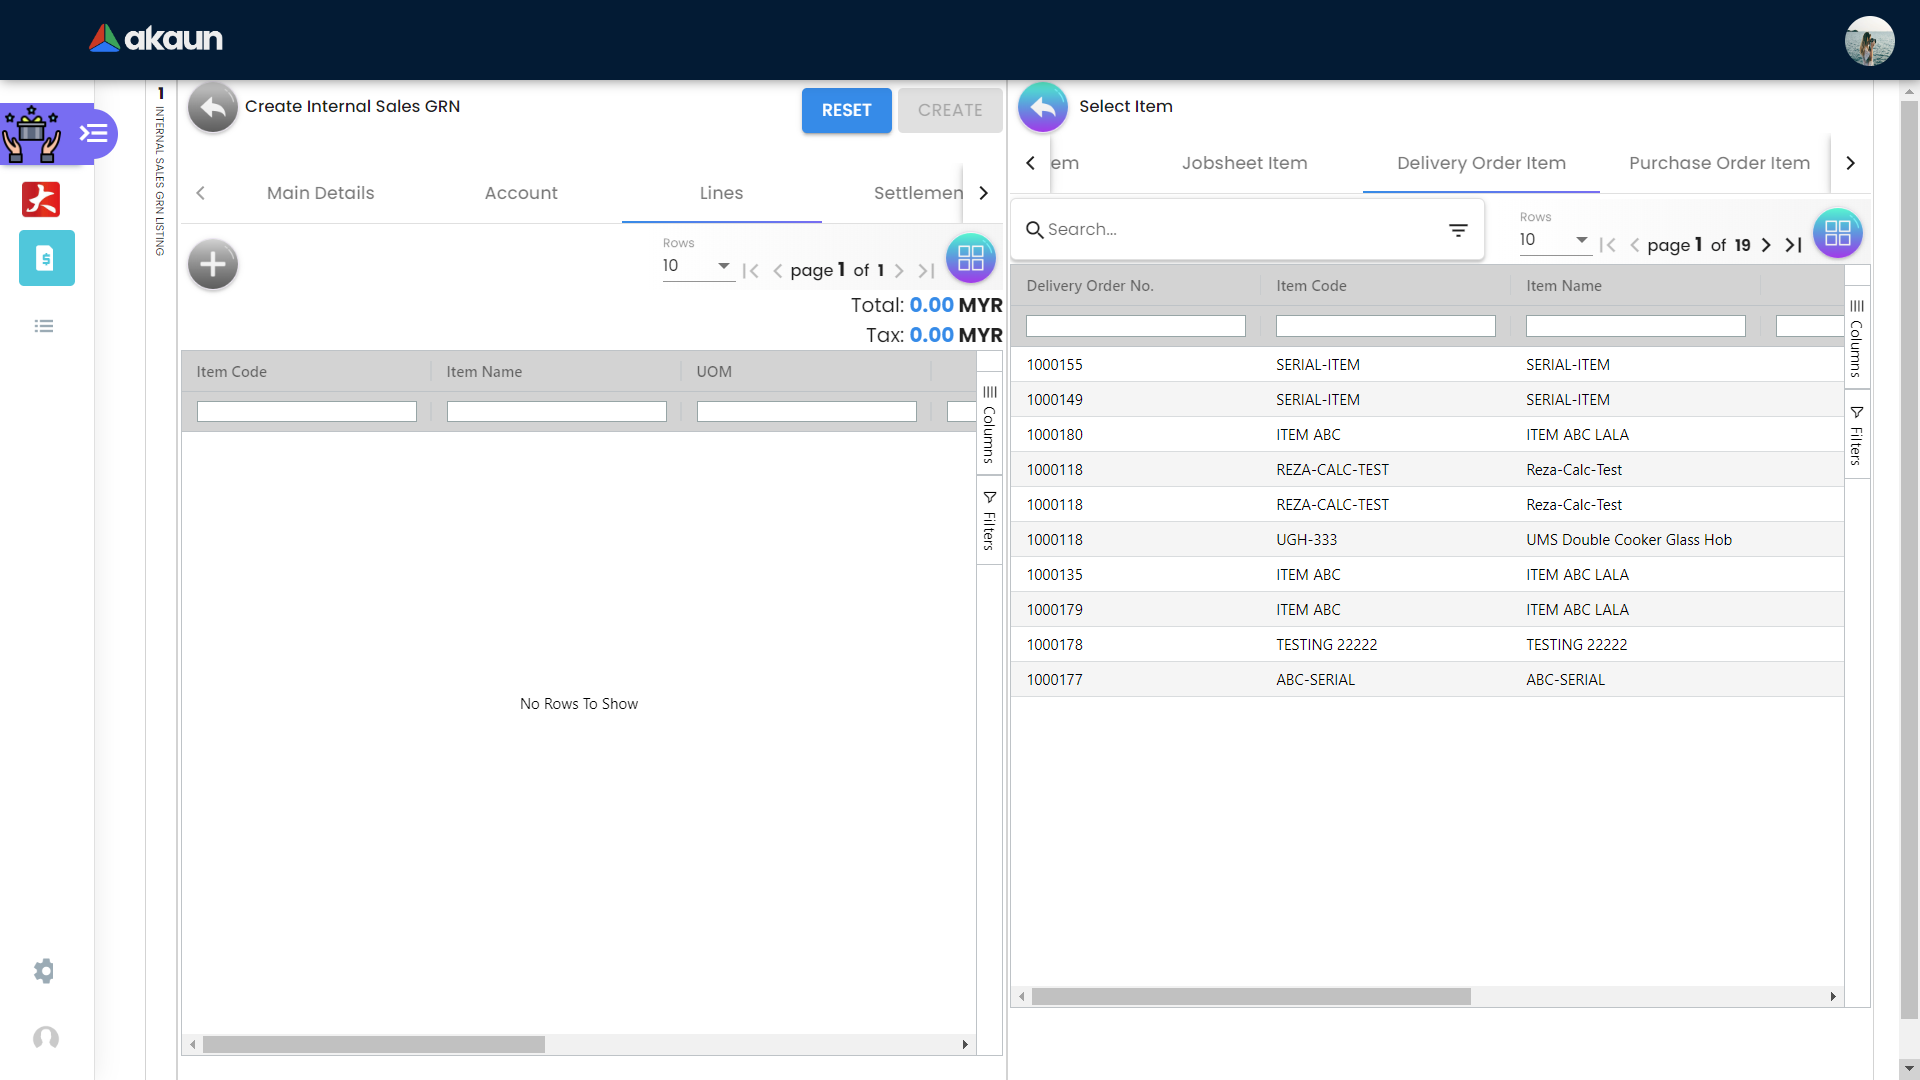 akaun
1
INTERNAL SALES GRN LISTING
Create Internal Sales GRN
RESET
CREATE
Main Details
Account
Lines
Settlemen
Rows
10
page 1 of 1
Total: 0.00 MYR
Tax: 0.00 MYR
Item Code
Item Name
UOM
Columns
Filters
No Rows To Show
Select Item
em
Jobsheet Item
Delivery Order Item
Purchase Order Item
Search...
Rows
10
page 1 of 19
Delivery Order No.
Item Code
Item Name
1000155 SERIAL-ITEM SERIAL-ITEM
1000149 SERIAL-ITEM SERIAL-ITEM
1000180 ITEM ABC ITEM ABC LALA
1000118 REZA-CALC-TEST Reza-Calc-Test
1000118 REZA-CALC-TEST Reza-Calc-Test
1000118 UGH-333 UMS Double Cooker Glass Hob
1000135 ITEM ABC ITEM ABC LALA
1000179 ITEM ABC ITEM ABC LALA
1000178 TESTING 22222 TESTING 22222
1000177 ABC-SERIAL ABC-SERIAL
Columns
Filters